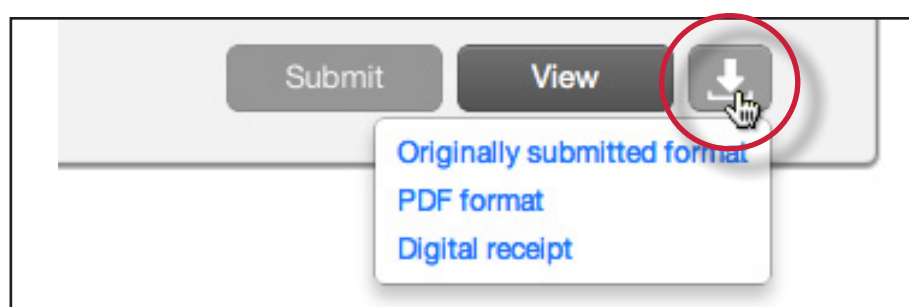 Submit View
Originally submitted format
PDF format
Digital receipt